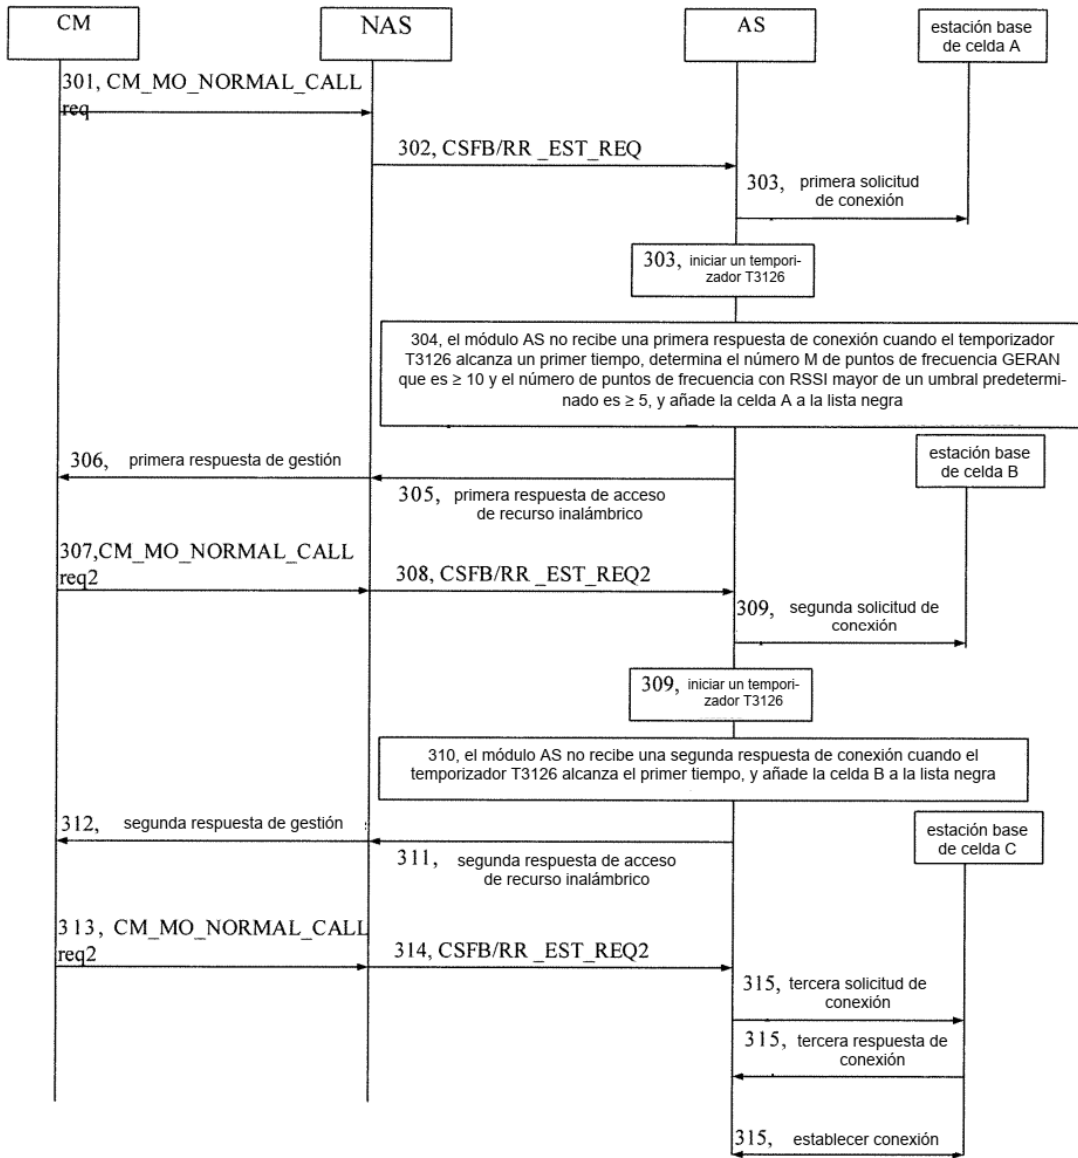 CM
NAS
AS
estación base
de celda A
301, CM_MO_NORMAL_CALL
req
302, CSFB/RR _EST_REQ
303, primera solicitud
de conexión
303, iniciar un tempori-
zador T3126
304, el módulo AS no recibe una primera respuesta de conexión cuando el temporizador
T3126 alcanza un primer tiempo, determina el número M de puntos de frecuencia GERAN
que es ≥ 10 y el número de puntos de frecuencia con RSSI mayor de un umbral predetermi-
nado es ≥ 5, y añade la celda A a la lista negra
estación base
de celda B
306, primera respuesta de gestión
305, primera respuesta de acceso
de recurso inalámbrico
307,CM_MO_NORMAL_CALL
req2
308, CSFB/RR _EST_REQ2
309, segunda solicitud de
conexión
309, iniciar un tempori-
zador T3126
310, el módulo AS no recibe una segunda respuesta de conexión cuando el
temporizador T3126 alcanza el primer tiempo, y añade la celda B a la lista negra
312, segunda respuesta de gestión
estación base
de celda C
311, segunda respuesta de acceso
de recurso inalámbrico
313, CM_MO_NORMAL_CALL
req2
314, CSFB/RR _EST_REQ2
315, tercera solicitud de
conexión
315, tercera respuesta de
conexión
315, establecer conexión